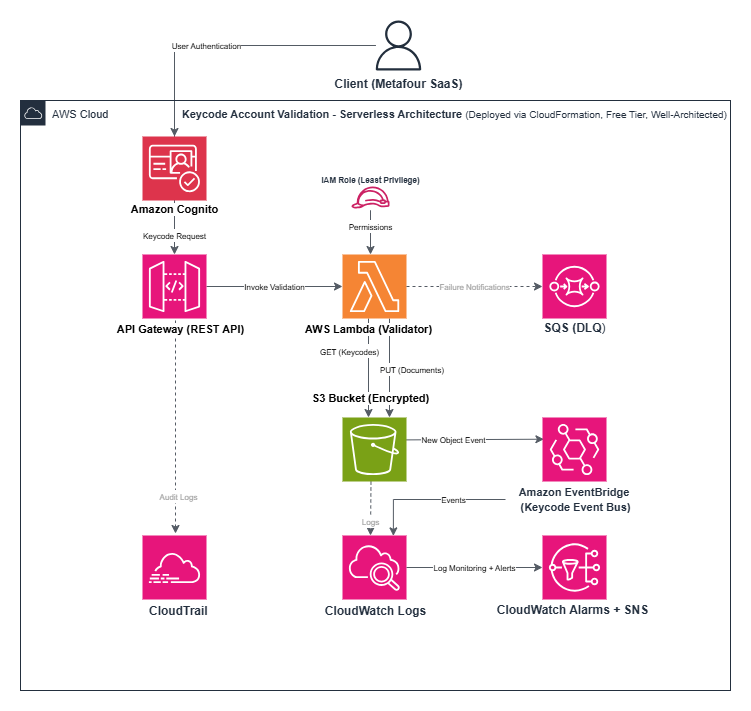 User Authentication
Client (Metafour SaaS)
AWS Cloud
Keycode Account Validation - Serverless Architecture (Deployed via CloudFormation, Free Tier, Well-Architected)
IAM Role (Least Privilege)
Amazon Cognito
Permissions
Keycode Request
Invoke Validation
Failure Notifications
API Gateway (REST API)
AWS Lambda (Validator)
SQS (DLQ)
GET (Keycodes)
PUT (Documents)
S3 Bucket (Encrypted)
New Object Event
Amazon EventBridge
(Keycode Event Bus)
Audit Logs
Events
Logs
Log Monitoring + Alerts
CloudTrail
CloudWatch Logs
CloudWatch Alarms + SNS